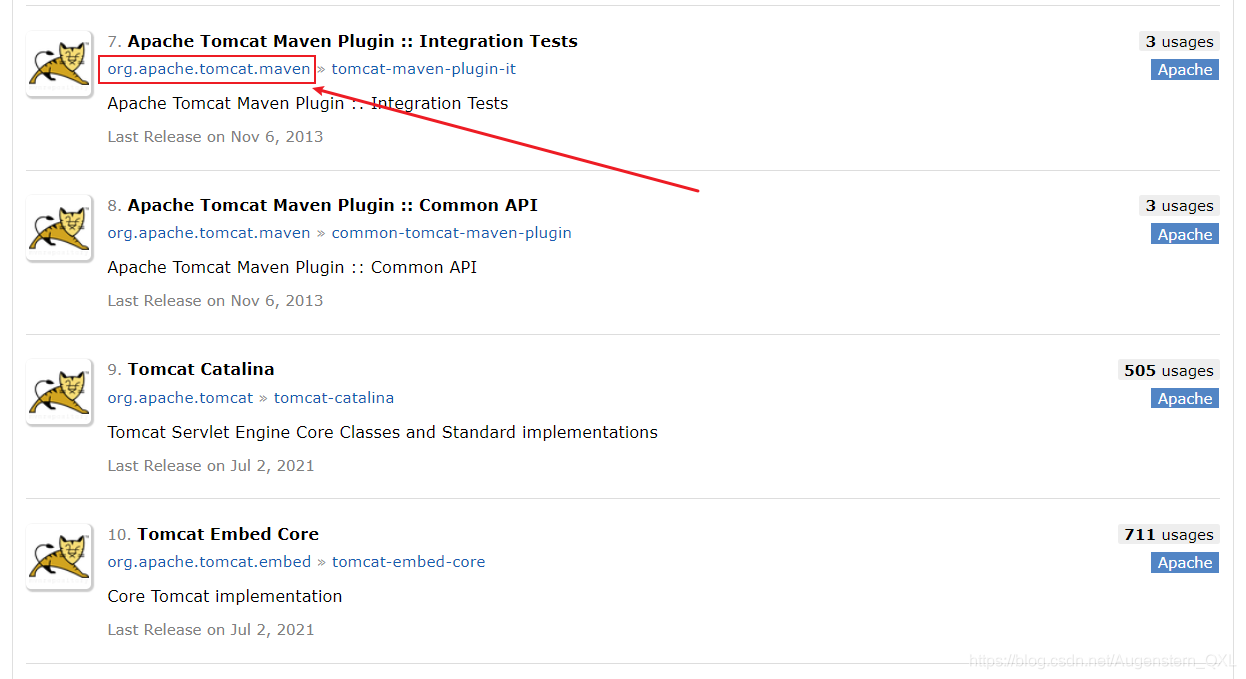 7. Apache Tomcat Maven Plugin :: Integration Tests
3 usages
org.apache.tomcat.maven » tomcat-maven-plugin-it
Apache
Apache Tomcat Maven Plugin :: Integration Tests
Last Release on Nov 6, 2013
8. Apache Tomcat Maven Plugin :: Common API
3 usages
org.apache.tomcat.maven » common-tomcat-maven-plugin
Apache
Apache Tomcat Maven Plugin :: Common API
Last Release on Nov 6, 2013
9. Tomcat Catalina
505 usages
org.apache.tomcat » tomcat-catalina
Apache
Tomcat Servlet Engine Core Classes and Standard implementations
Last Release on Jul 2, 2021
10. Tomcat Embed Core
711 usages
org.apache.tomcat.embed » tomcat-embed-core
Apache
Core Tomcat implementation
Last Release on Jul 2, 2021
https://blog.csdn.net/Augenstern_QXL